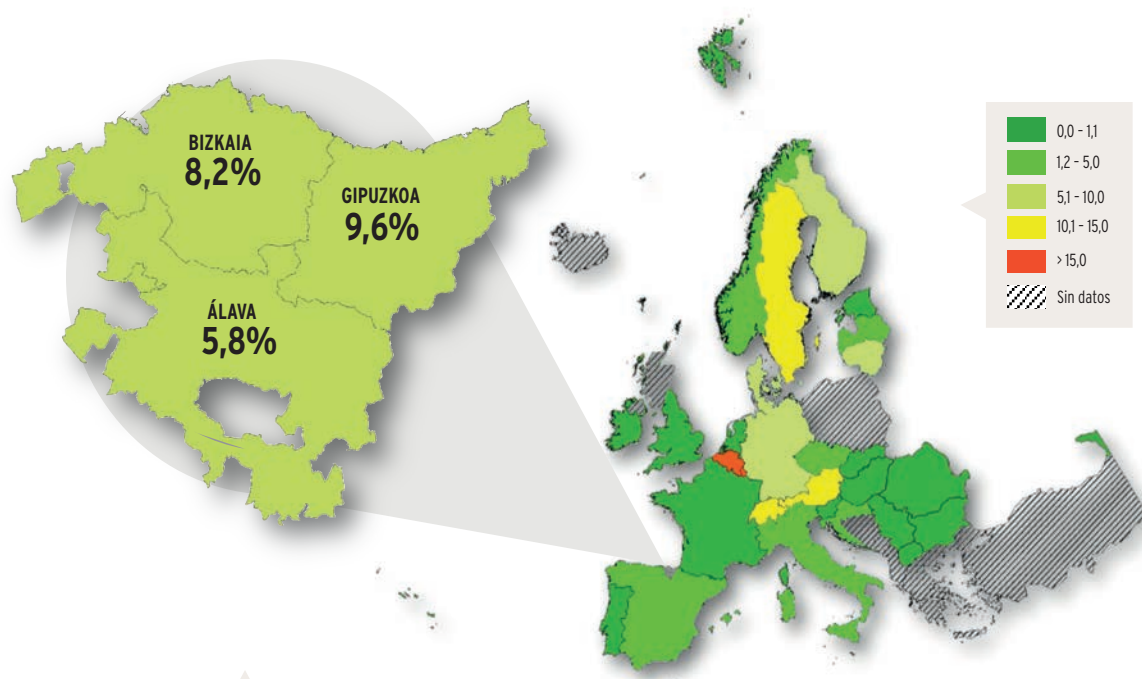 BIZKAIA
8,2%
GIPUZKOA
9,6%
ÁLAVA
5,8%
0,0 - 1,1
1,2 - 5,0
5,1 - 10,0
10,1 - 15,0
> 15,0
Sin datos